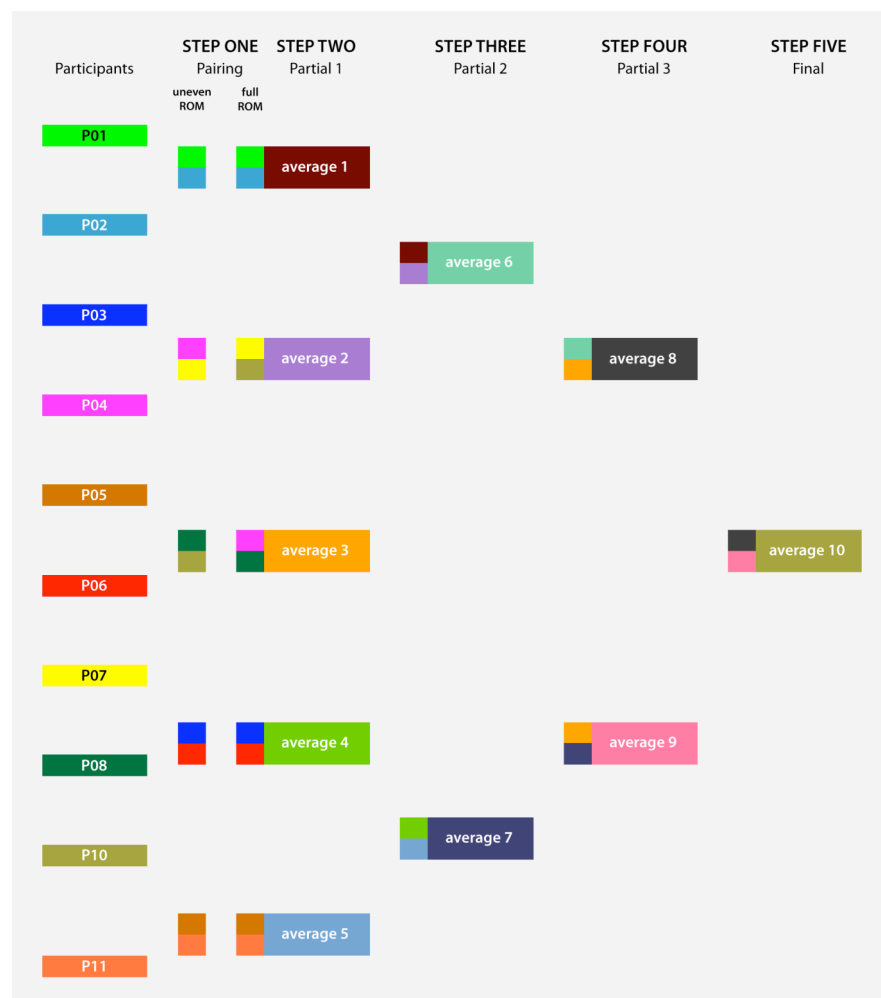 STEP ONE STEP TWO STEP THREE STEP FOUR STEP FIVE
Participants Pairing Partial 1 Partial 2 Partial 3 Final
uneven full
ROM ROM
P01
average 1
P02
average 6
P03
average 2 average 8
P04
P05
average 3 average 10
P06
P07
average 4 average 9
P08
average 7
P10
average 5
P11